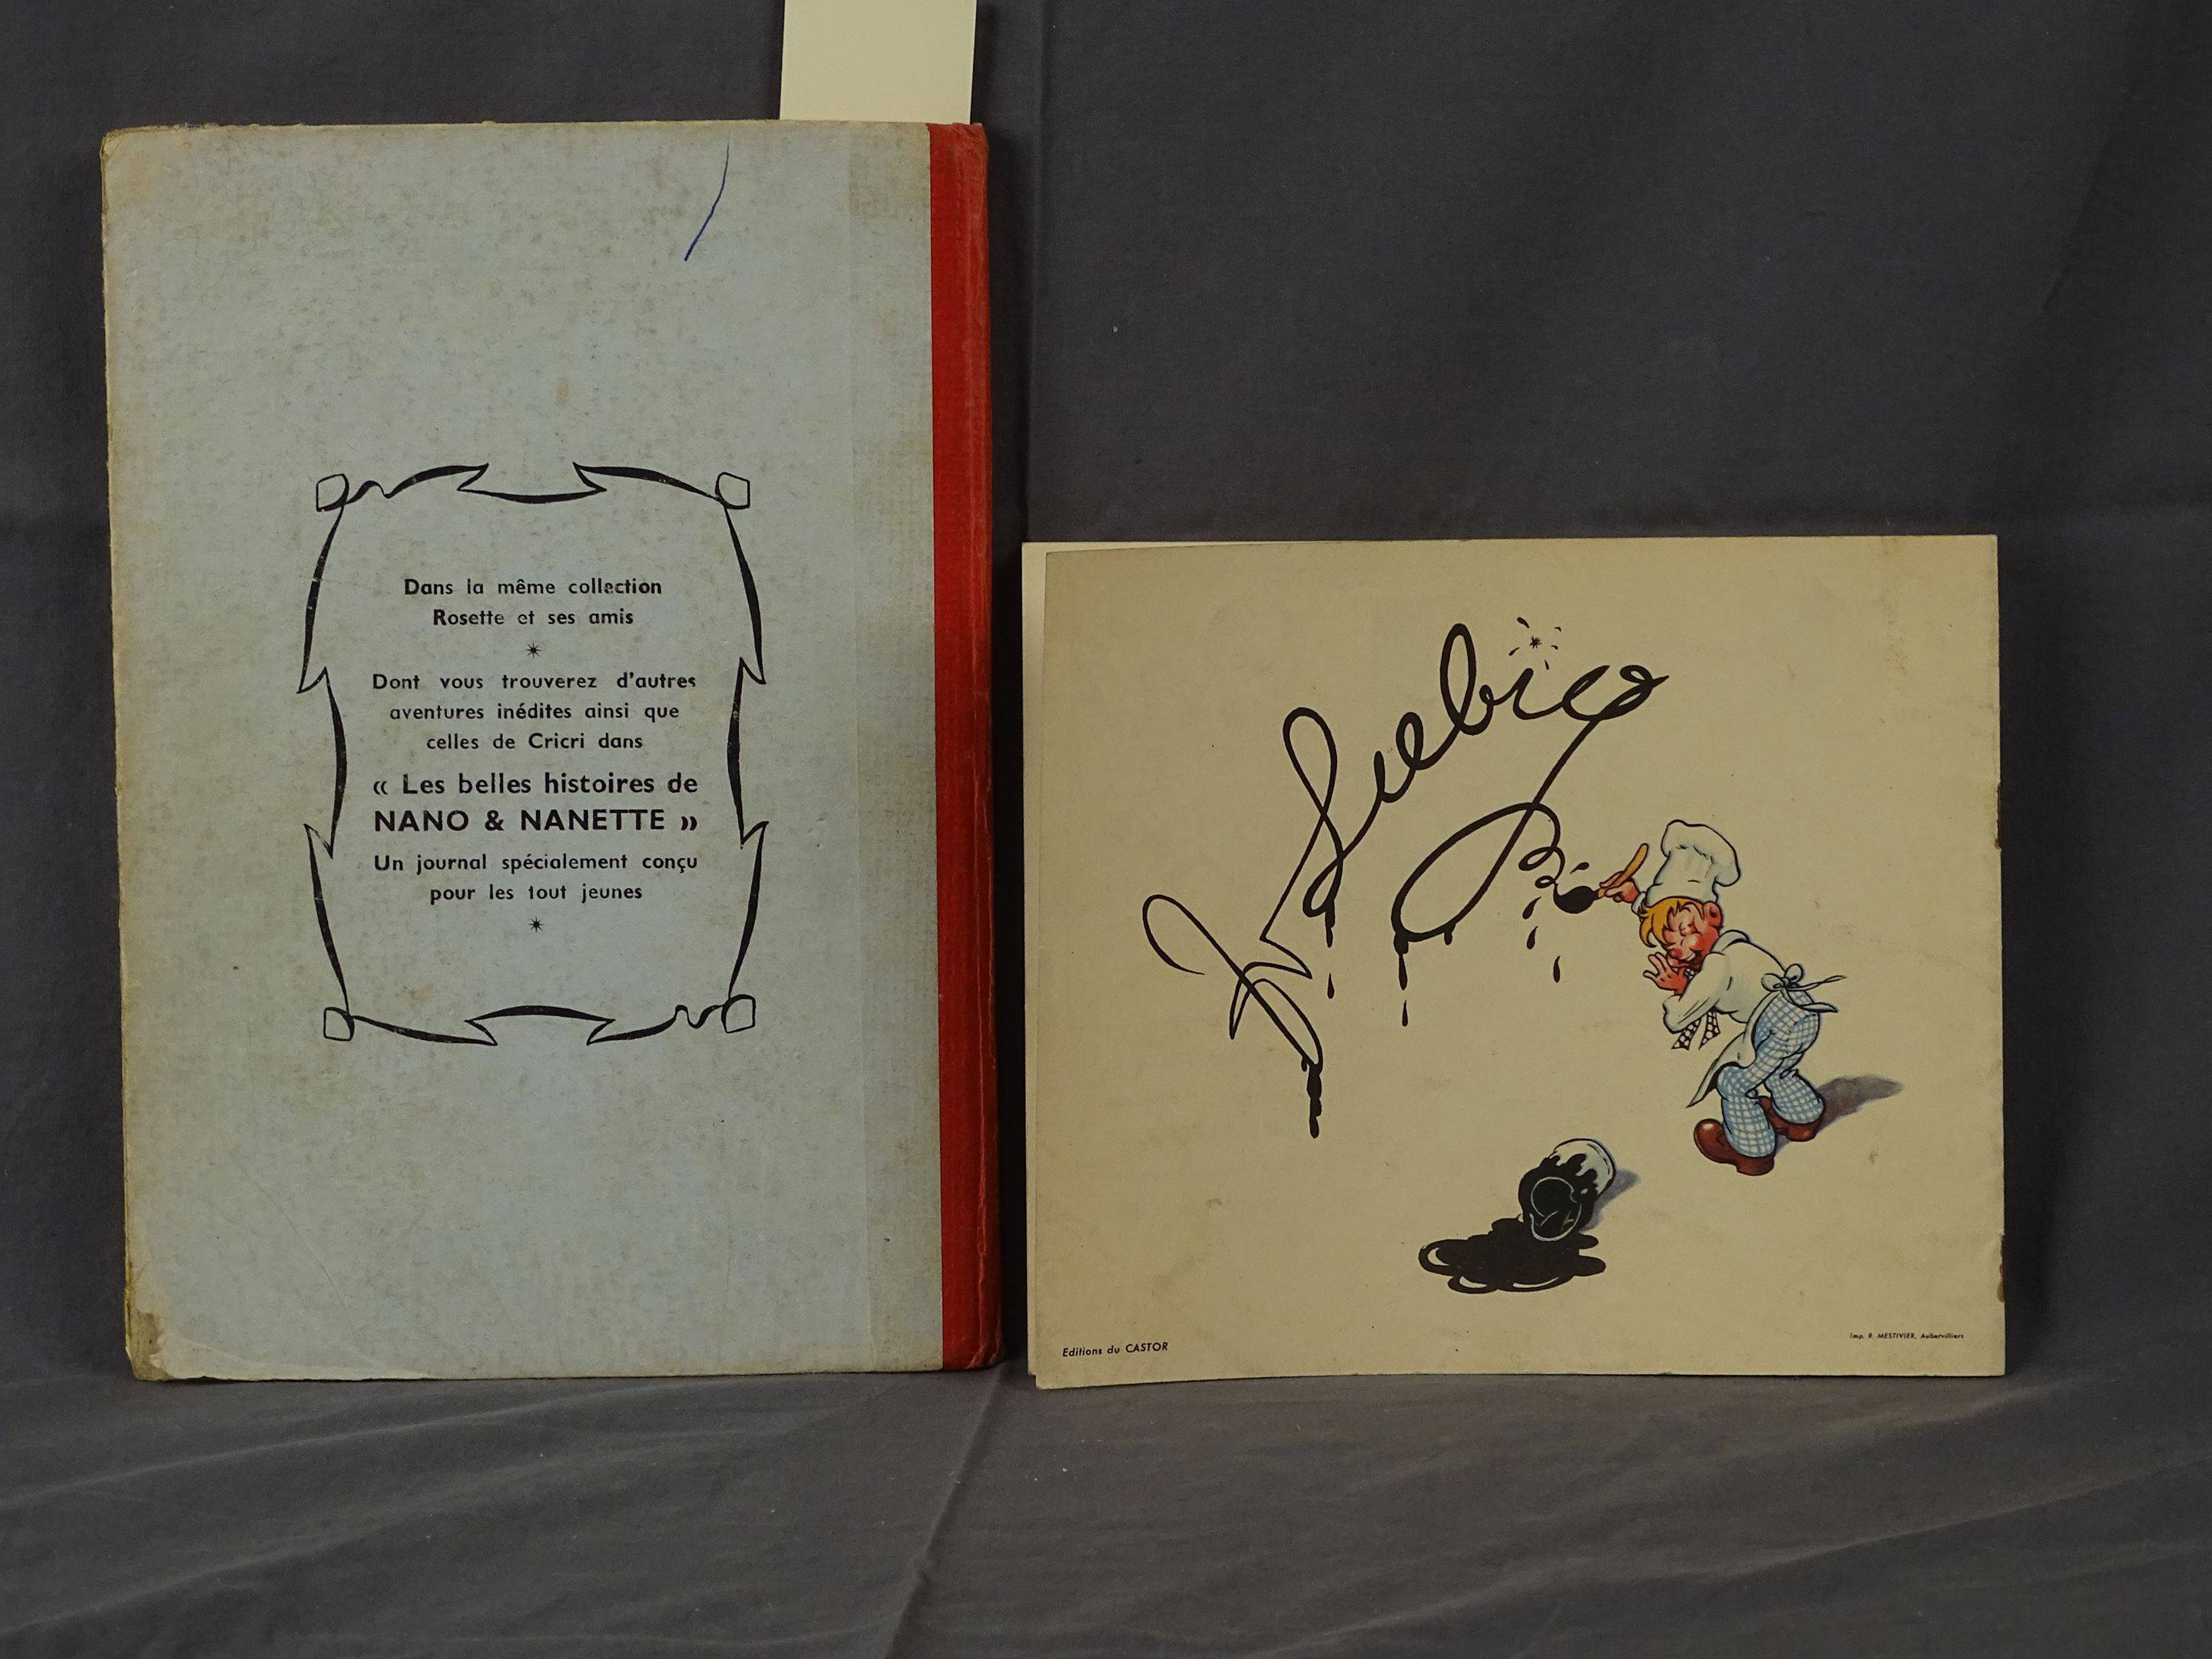 Dans la même collection
Rosette et ses amis
Dont vous trouverez d'autres
aventures inédites ainsi que
celles de Cricri dans
« Les belles histoires de
NANO & NANETTE »
Un journal spécialement conçu
pour les tout jeunes
Editions du CASTOR
Imp. R. MESTIVIER, Aubervilliers